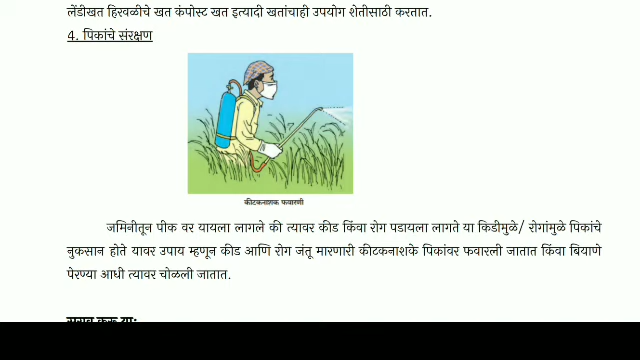 लेंडीखत हिरवळीचे खत कंपोस्ट खत इत्यादी खतांचाही उपयोग शेतीसाठी करतात.
4. पिकांचे संरक्षण
कीटकनाशक फवारणी
जमिनीतून पीक वर यायला लागले की त्यावर कीड किंवा रोग पडायला लागते या किडीमुळे/ रोगांमुळे पिकांचे
नुकसान होते यावर उपाय म्हणून कीड आणि रोग जंतू मारणारी कीटकनाशके पिकांवर फवारली जातात किंवा बियाणे
पेरण्या आधी त्यावर चोळली जातात.